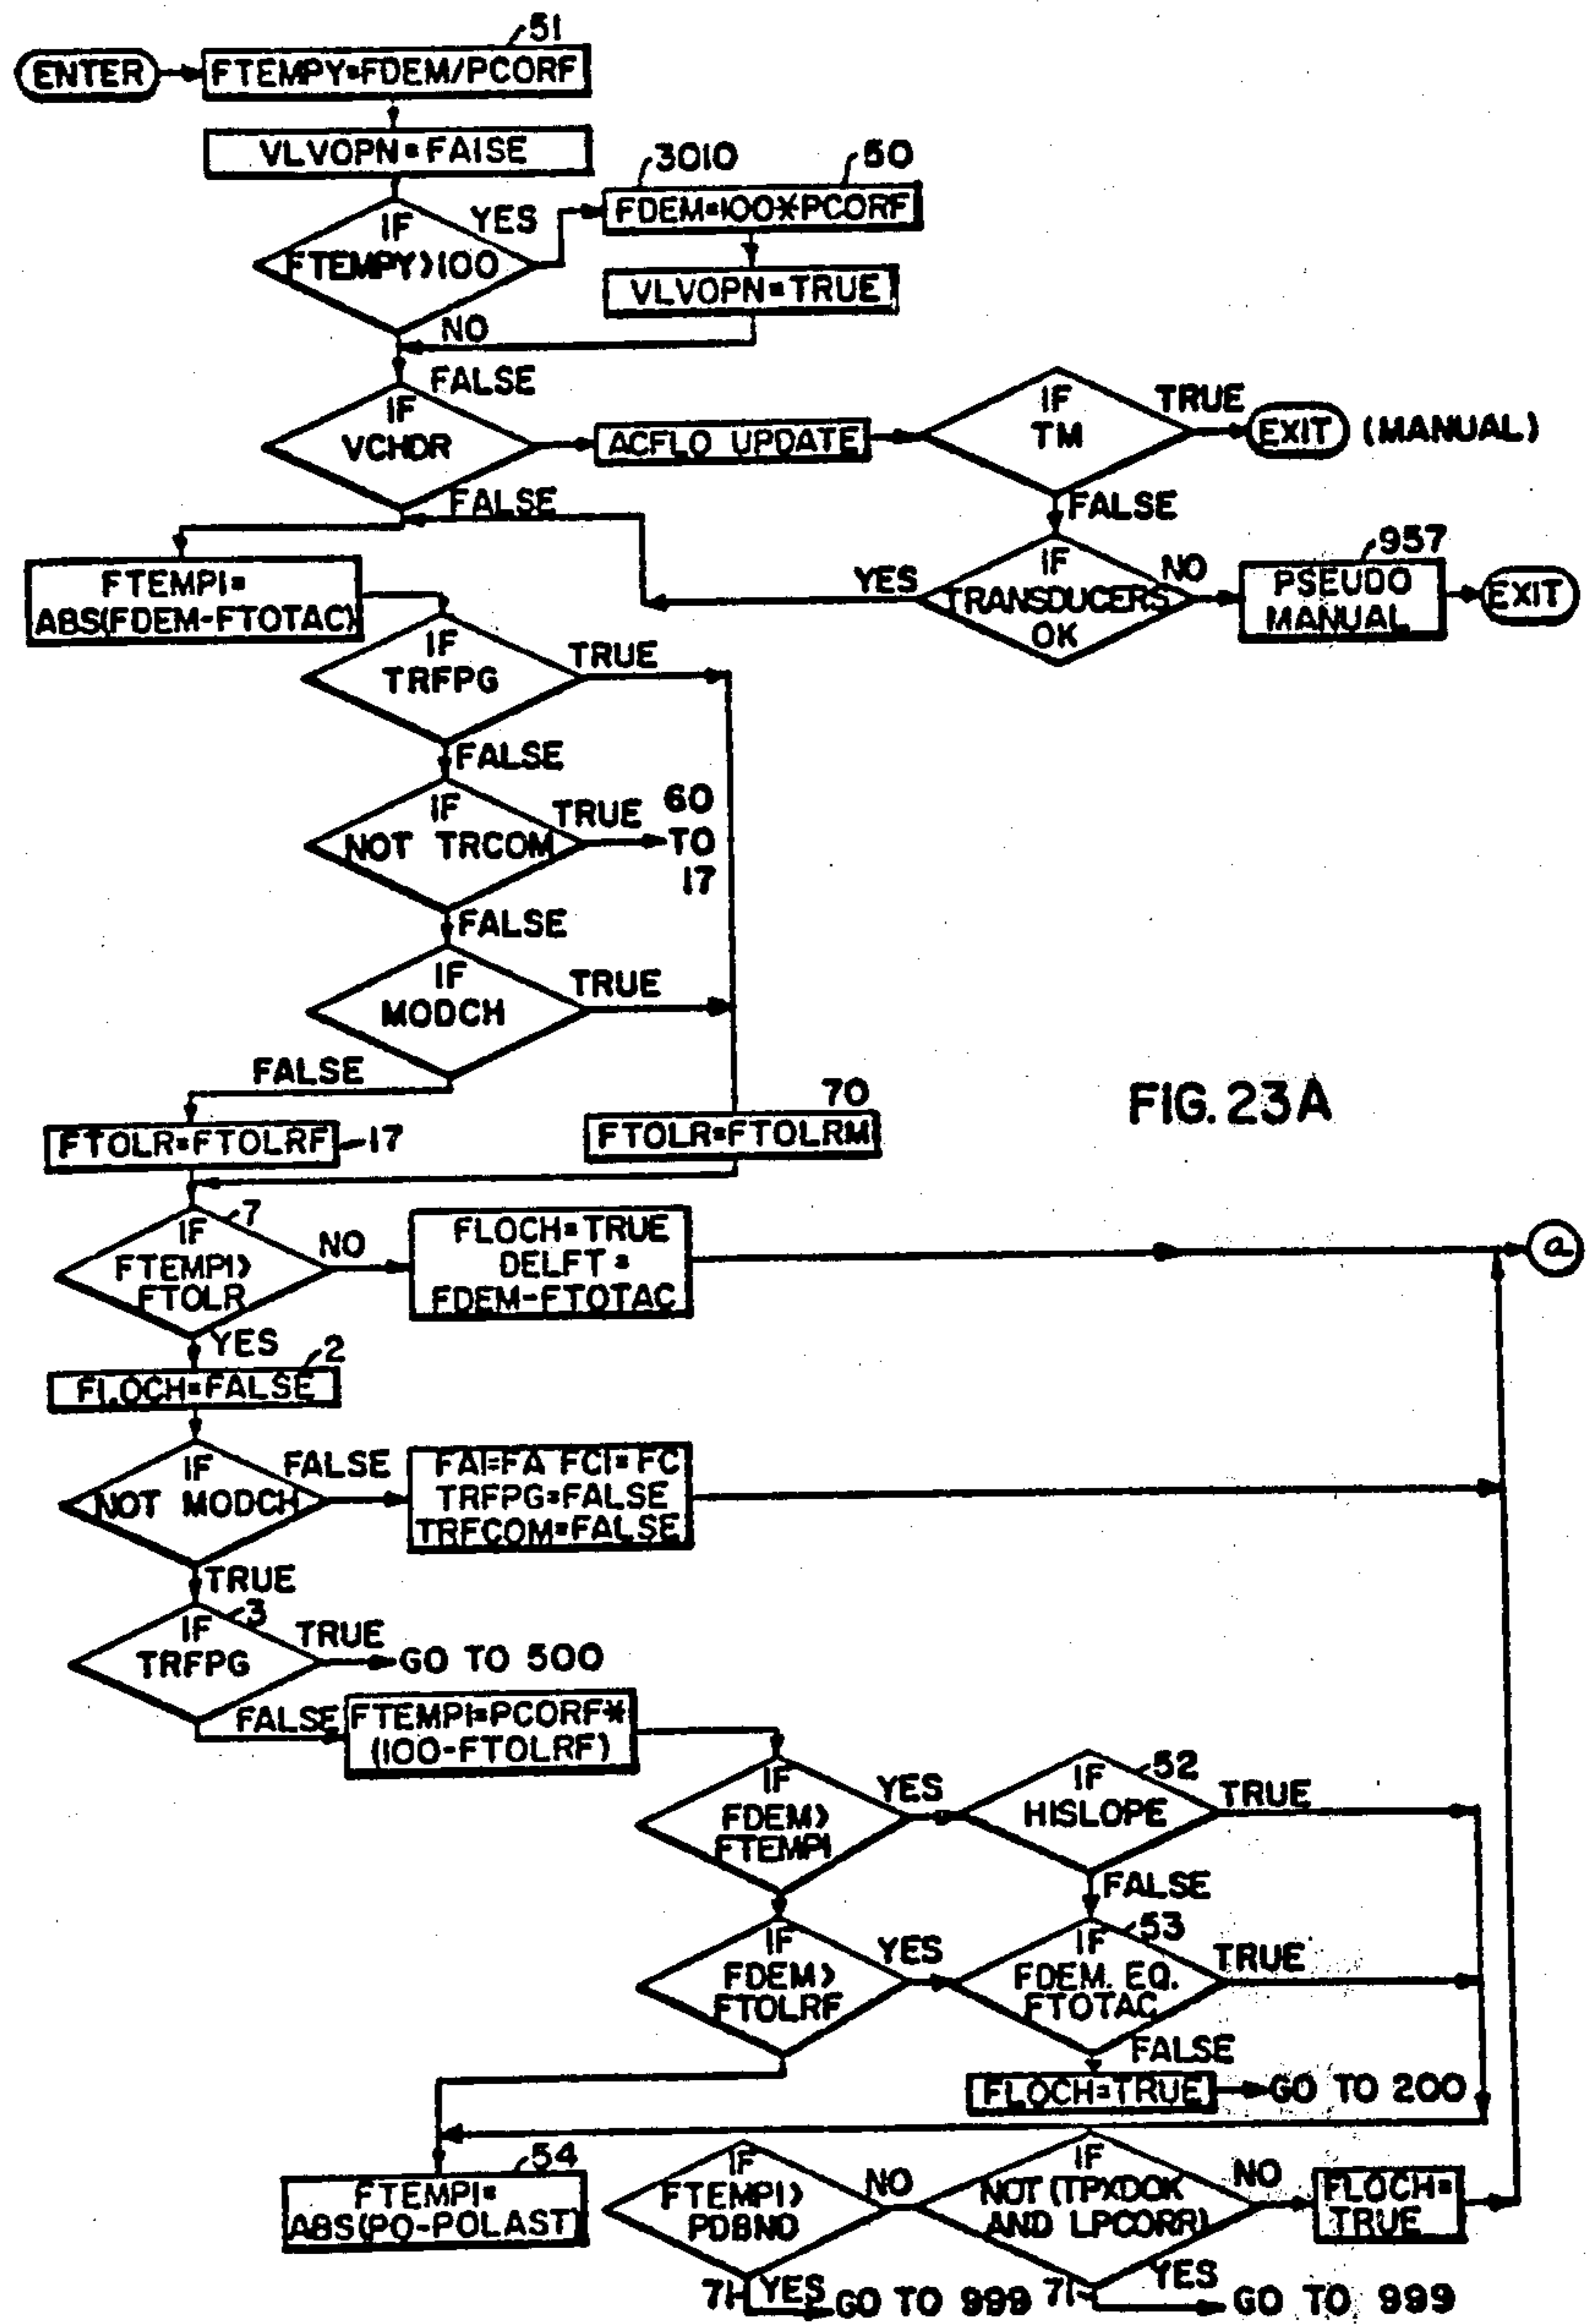 51
ENTER
FTEMPY=FDEM/PCORF
VLVOPN=FAISE
3010
50
IF
FTEMPY>100
YES
FDEM=100*PCORF
VLVOPN=TRUE
NO
FALSE
IF
VCHDR
ACFLO UPDATE
IF
TM
TRUE
EXIT
(MANUAL)
FALSE
FALSE
FTEMPI=
ABS(FDEM-FTOTAC)
YES
IF
TRANSDUCERS
OK
NO
957
PSEUDO
MANUAL
EXIT
IF
TRFPG
TRUE
FALSE
IF
NOT TRCOM
TRUE
60
TO
17
FALSE
IF
MODCH
TRUE
FALSE
FIG. 23A
FTOLR=FTOLRF
17
70
FTOLR=FTOLRM
7
IF
FTEMPI>
FTOLR
NO
FLOCH=TRUE
DELFT=
FDEM-FTOTAC
a
YES
2
FLOCH=FALSE
IF
NOT MODCH
FALSE
FAI=FA FCI=FC
TRFPG=FALSE
TRFCOM=FALSE
TRUE
3
IF
TRFPG
TRUE
GO TO 500
FALSE
FTEMPI=PCORF*
(100-FTOLRF)
IF
FDEM>
FTEMPI
YES
52
IF
HISLOPE
TRUE
FALSE
IF
FDEM>
FTOLRF
YES
53
IF
FDEM. EQ.
FTOTAC
TRUE
FALSE
FLOCH=TRUE
GO TO 200
54
FTEMPI=
ABS(PO-POLAST)
IF
FTEMPI>
PDBND
NO
IF
NOT (TPXDOK
AND LPCORR)
NO
FLOCH=
TRUE
71
YES
GO TO 999
71
YES
GO TO 999